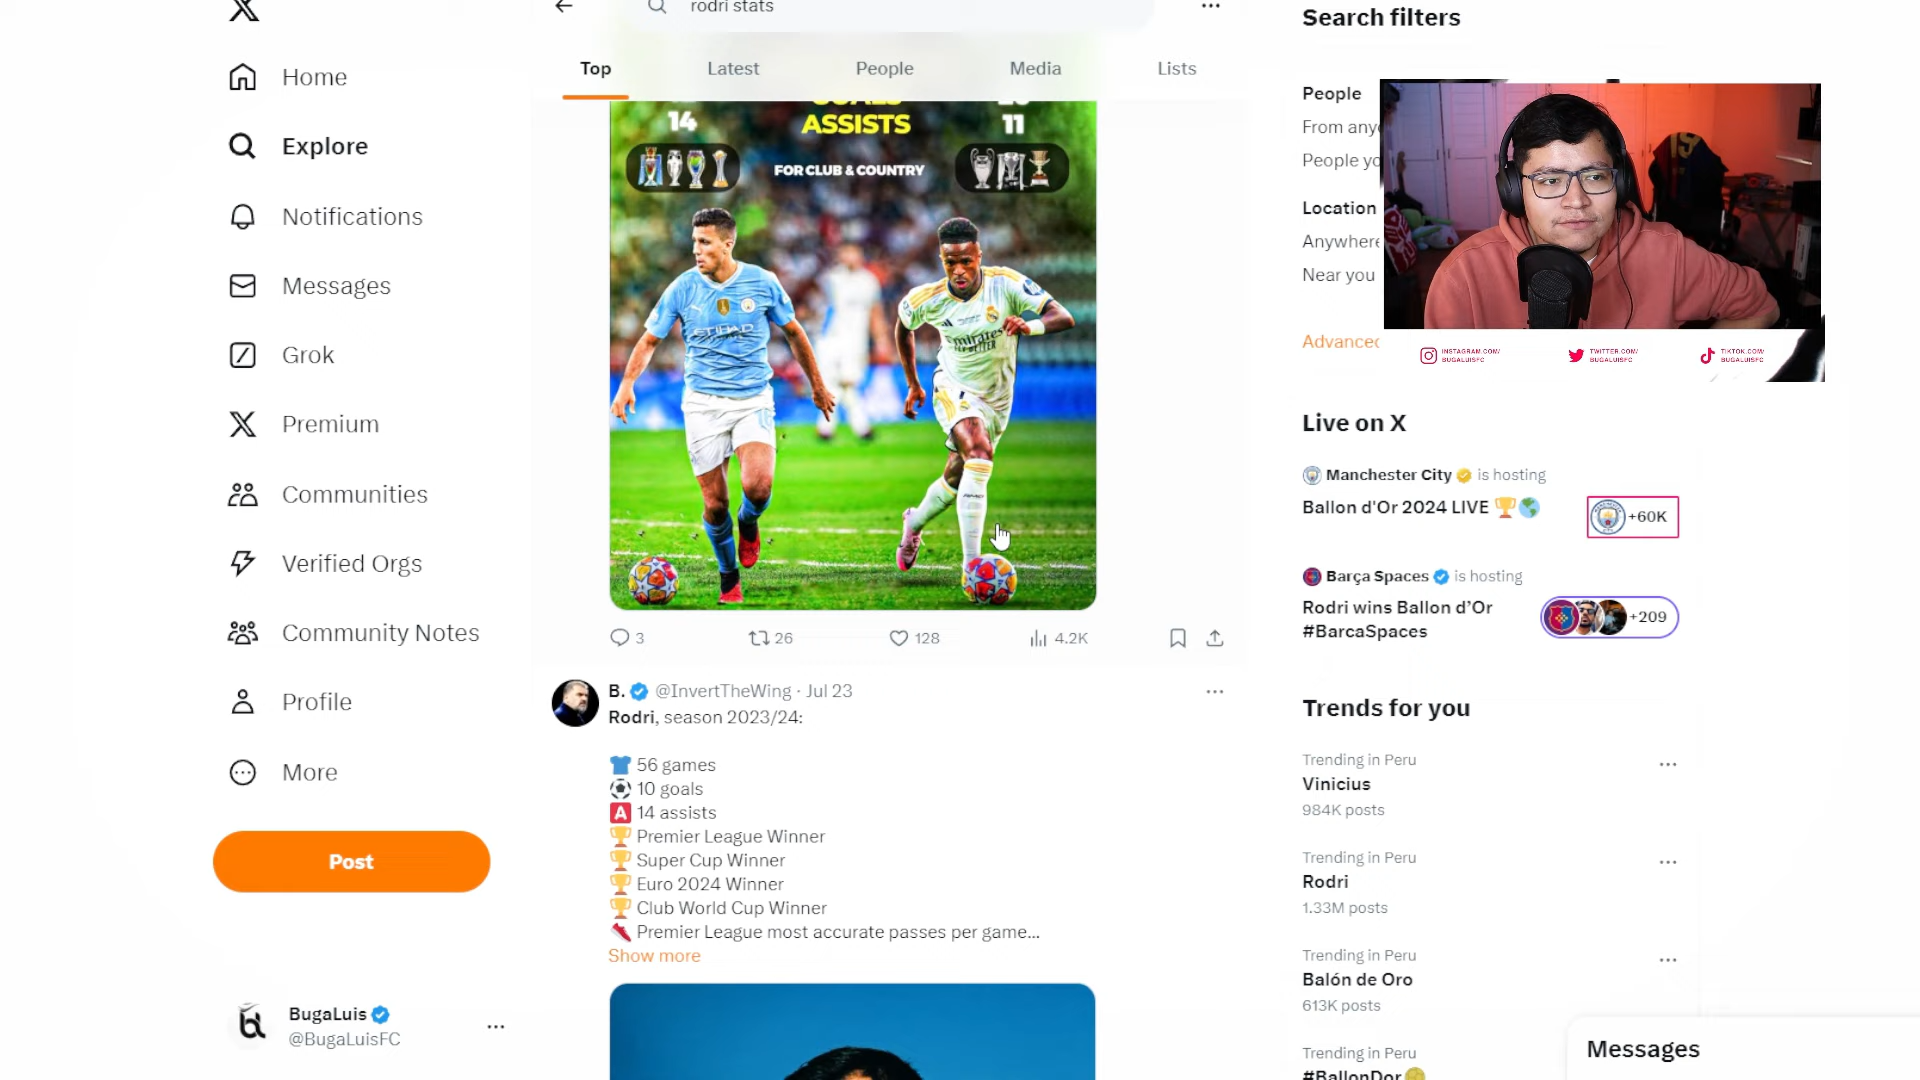 rodri stats
Top
Latest
People
Media
Lists
Home
Explore
Notifications
Messages
Grok
Premium
Communities
Verified Orgs
Community Notes
Profile
More
Post
BugaLuis
@BugaLuisFC
GOALS
14
ASSISTS
11
FOR CLUB & COUNTRY
ETIHAD
3
26
128
4.2K
B. @InvertTheWing · Jul 23
Rodri, season 2023/24:
56 games
10 goals
A 14 assists
Premier League Winner
Super Cup Winner
Euro 2024 Winner
Club World Cup Winner
Premier League most accurate passes per game...
Show more
Search filters
People
From any
People yo
Location
Anywhere
Near you
Advanced
INSTAGRAM.COM/
BUGALUISFC
TWITTER.COM/
BUGALUISFC
TIKTOK.COM/
BUGALUISFC
Live on X
Manchester City is hosting
Ballon d'Or 2024 LIVE
+60K
Barça Spaces is hosting
Rodri wins Ballon d’Or
#BarcaSpaces
+209
Trends for you
Trending in Peru
Vinicius
984K posts
Trending in Peru
Rodri
1.33M posts
Trending in Peru
Balón de Oro
613K posts
Trending in Peru
#BallonDor
Messages